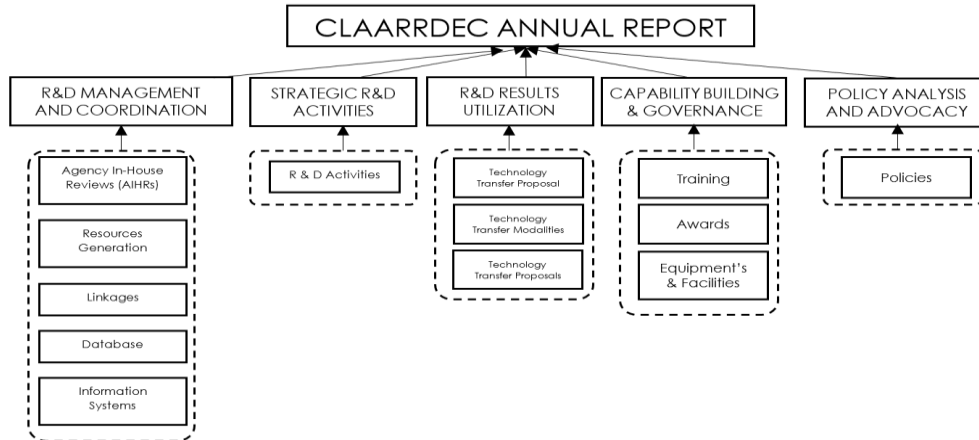 CLAARRDEC ANNUAL REPORT
R&D MANAGEMENT
AND COORDINATION
STRATEGIC R&D
ACTIVITIES
R&D RESULTS
UTILIZATION
CAPABILITY BUILDING
& GOVERNANCE
POLICY ANALYSIS
AND ADVOCACY
Agency In-House
Reviews (AIHRs)
Resources
Generation
Linkages
Database
Information
Systems
R & D Activities
Technology
Transfer Proposal
Technology
Transfer Modalities
Technology
Transfer Proposals
Training
Awards
Equipment's
& Facilities
Policies